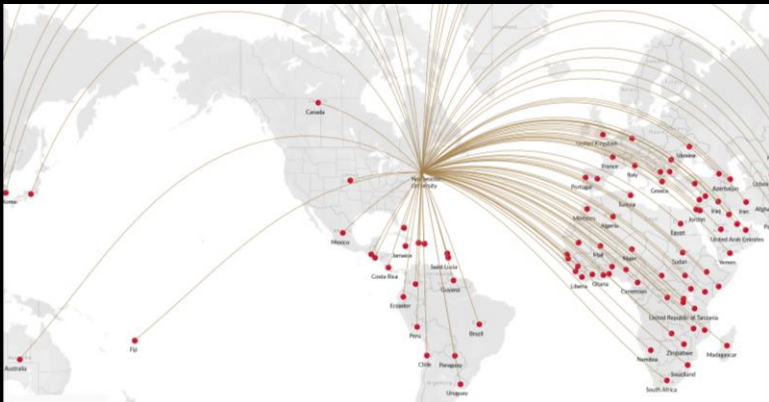 Canada
United Kingdom
Ukraine
France
Italy
Portugal
Greece
Azerbaijan
Tunisia
Iraq
Iran
Jordan
Morocco
Algeria
Egypt
United Arab Emirates
Mexico
Jamaica
Mali
Niger
Sudan
Yemen
Costa Rica
Saint Lucia
Guyana
Liberia
Ghana
Cameroon
Ecuador
United Republic of Tanzania
Fiji
Peru
Brazil
Australia
Chile
Paraguay
Namibia
Zimbabwe
Madagascar
Swaziland
Uruguay
South Africa